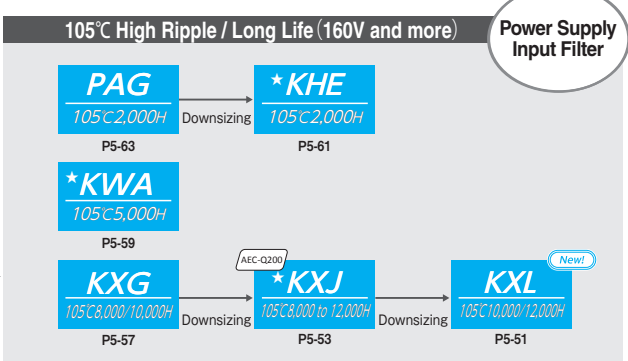 105℃ High Ripple / Long Life（160V and more）
Power Supply
Input Filter
PAG
105℃2,000H
Downsizing
★KHE
105℃2,000H
P5-63
P5-61
★KWA
105℃5,000H
P5-59
AEC-Q200
New!
KXG
105℃8,000/10,000H
Downsizing
★KXJ
105℃8,000 to 12,000H
Downsizing
KXL
105℃10,000/12,000H
P5-57
P5-53
P5-51